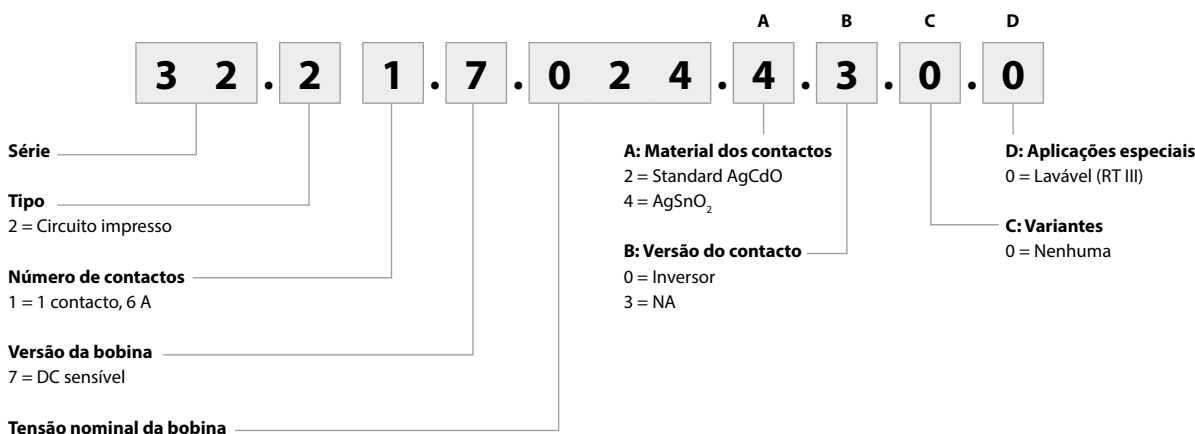 A B C D
3 2 . 2 1 . 7 . 0 2 4 . 4 . 3 . 0 . 0
Série
Tipo
2 = Circuito impresso
Número de contactos
1 = 1 contacto, 6 A
Versão da bobina
7 = DC sensível
Tensão nominal da bobina
A: Material dos contactos
2 = Standard AgCdO
4 = AgSnO₂
B: Versão do contacto
0 = Inversor
3 = NA
D: Aplicações especiais
0 = Lavável (RT III)
C: Variantes
0 = Nenhuma